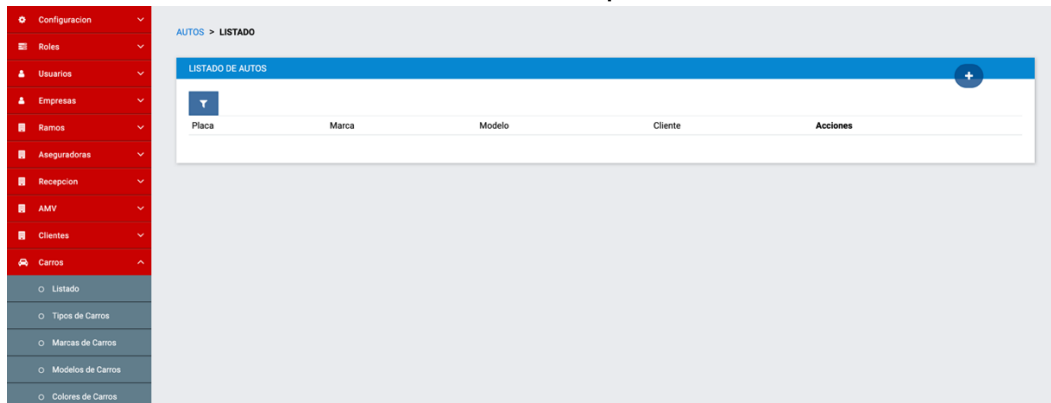 Configuracion
Roles
Usuarios
Empresas
Ramos
Aseguradoras
Recepcion
AMV
Clientes
Carros
Listado
Tipos de Carros
Marcas de Carros
Modelos de Carros
Colores de Carros
AUTOS > LISTADO
LISTADO DE AUTOS
+
Placa Marca Modelo Cliente Acciones